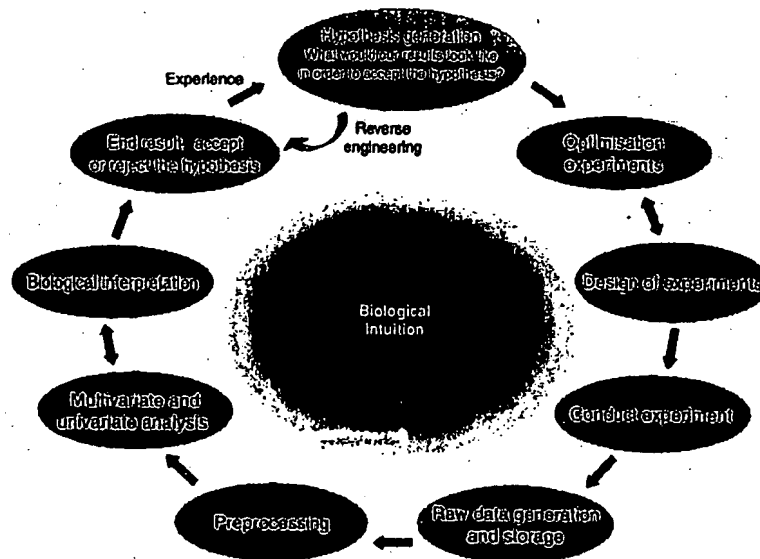 Hypothesis generation
What would our results look like
in order to accept the hypothesis?
Experience
Reverse
engineering
End result accept
or reject the hypothesis
Optimisation
experiments
Biological interpretation
Design of experiments
Biological
Intuition
Multivariate and
univariate analysis
Conduct experiment
Preprocessing
Raw data generation
and storage